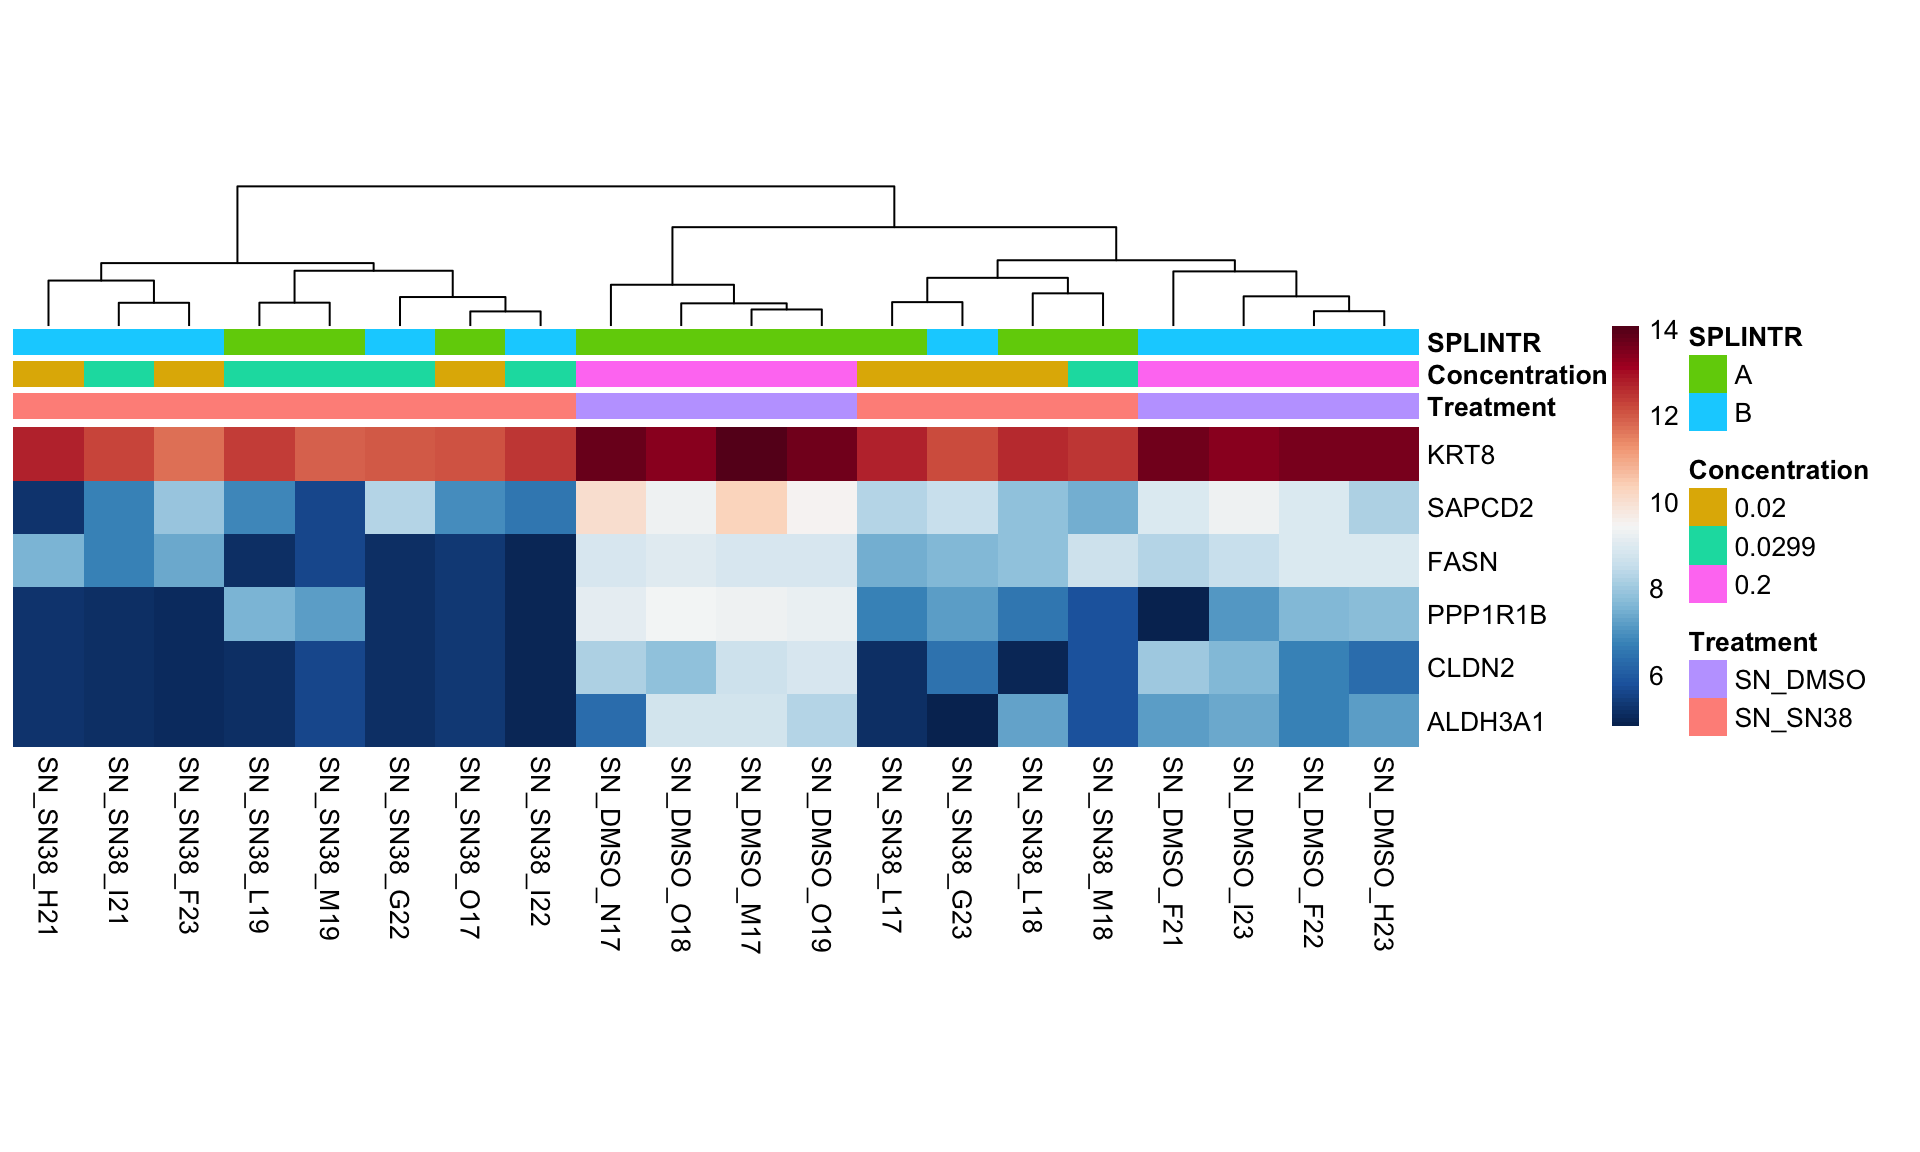 SPLINTR
Concentration
Treatment
KRT8
SAPCD2
FASN
PPP1R1B
CLDN2
ALDH3A1
SN_SN38_H21
SN_SN38_I21
SN_SN38_F23
SN_SN38_L19
SN_SN38_M19
SN_SN38_G22
SN_SN38_O17
SN_SN38_I22
SN_DMSO_N17
SN_DMSO_O18
SN_DMSO_M17
SN_DMSO_O19
SN_SN38_L17
SN_SN38_G23
SN_SN38_L18
SN_SN38_M18
SN_DMSO_F21
SN_DMSO_I23
SN_DMSO_F22
SN_DMSO_H23
14
12
10
8
6
SPLINTR
A
B
Concentration
0.02
0.0299
0.2
Treatment
SN_DMSO
SN_SN38